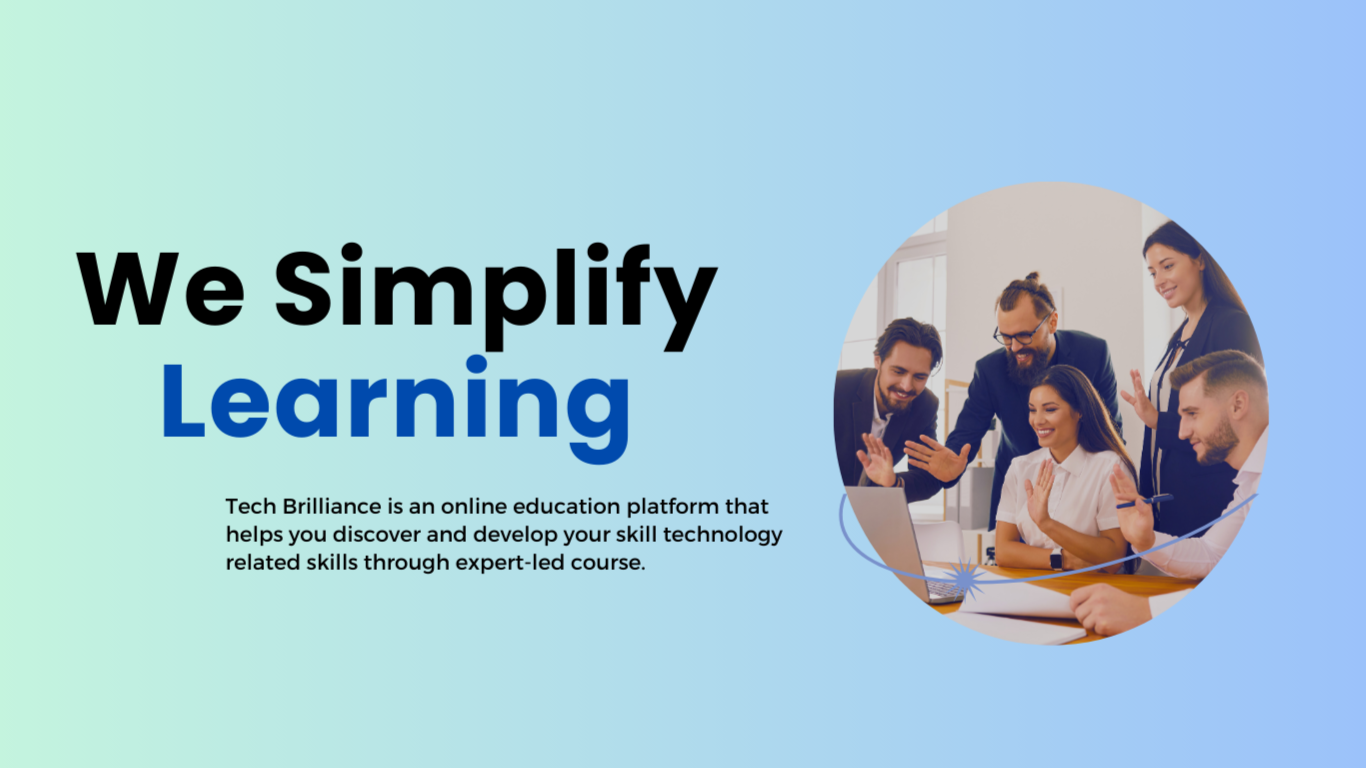 We Simplify
Learning
Tech Brilliance is an online education platform that
helps you discover and develop your skill technology
related skills through expert-led course.